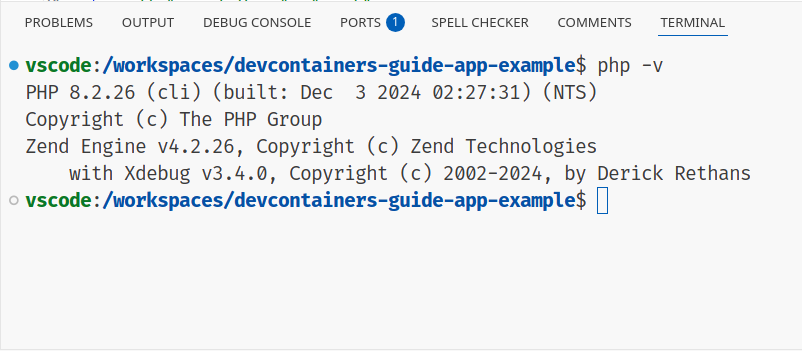 PROBLEMS OUTPUT DEBUG CONSOLE PORTS 1 SPELL CHECKER COMMENTS TERMINAL
vscode:/workspaces/devcontainers-guide-app-example$ php -v
PHP 8.2.26 (cli) (built: Dec  3 2024 02:27:31) (NTS)
Copyright (c) The PHP Group
Zend Engine v4.2.26, Copyright (c) Zend Technologies
    with Xdebug v3.4.0, Copyright (c) 2002-2024, by Derick Rethans
vscode:/workspaces/devcontainers-guide-app-example$